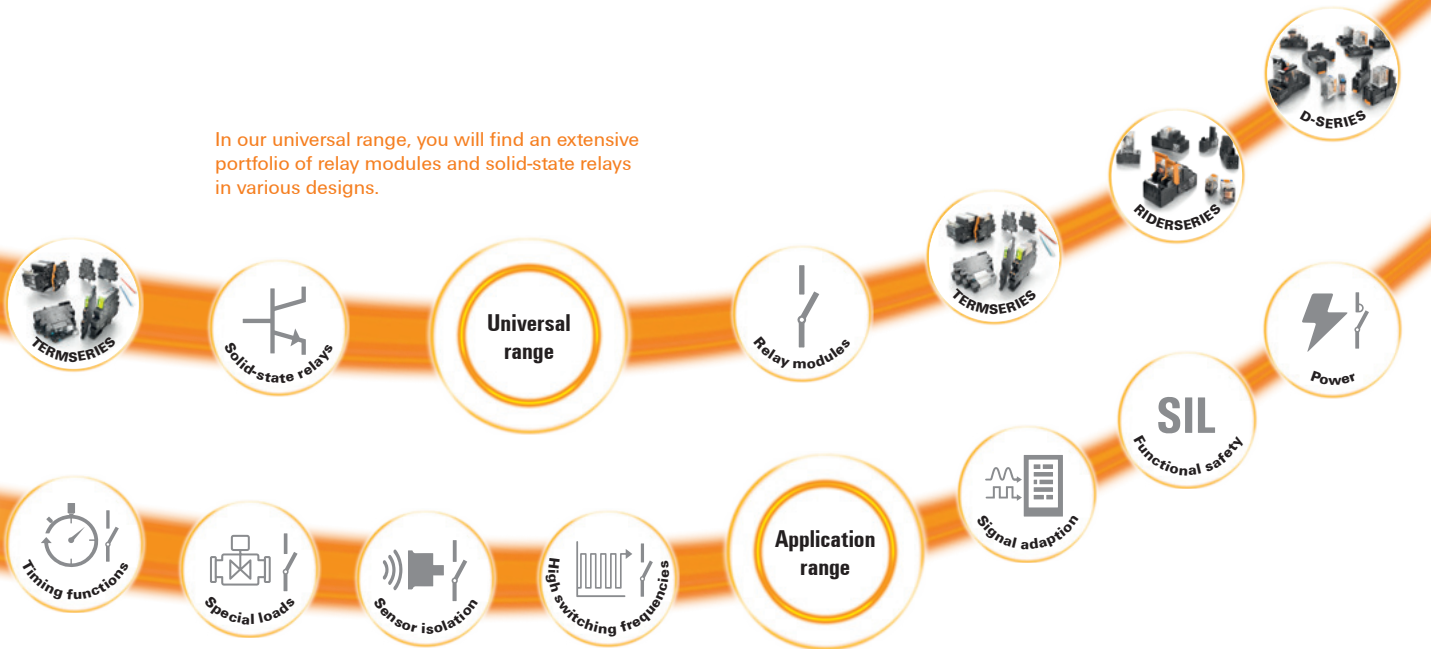 In our universal range, you will find an extensive
portfolio of relay modules and solid-state relays
in various designs.
TERMSERIES
Solid-state relays
Universal
range
Relay modules
TERMSERIES
RIDERSERIES
D-SERIES
Timing functions
Special loads
Sensor isolation
High switching frequencies
Application
range
Signal adaption
SIL
Functional safety
Power